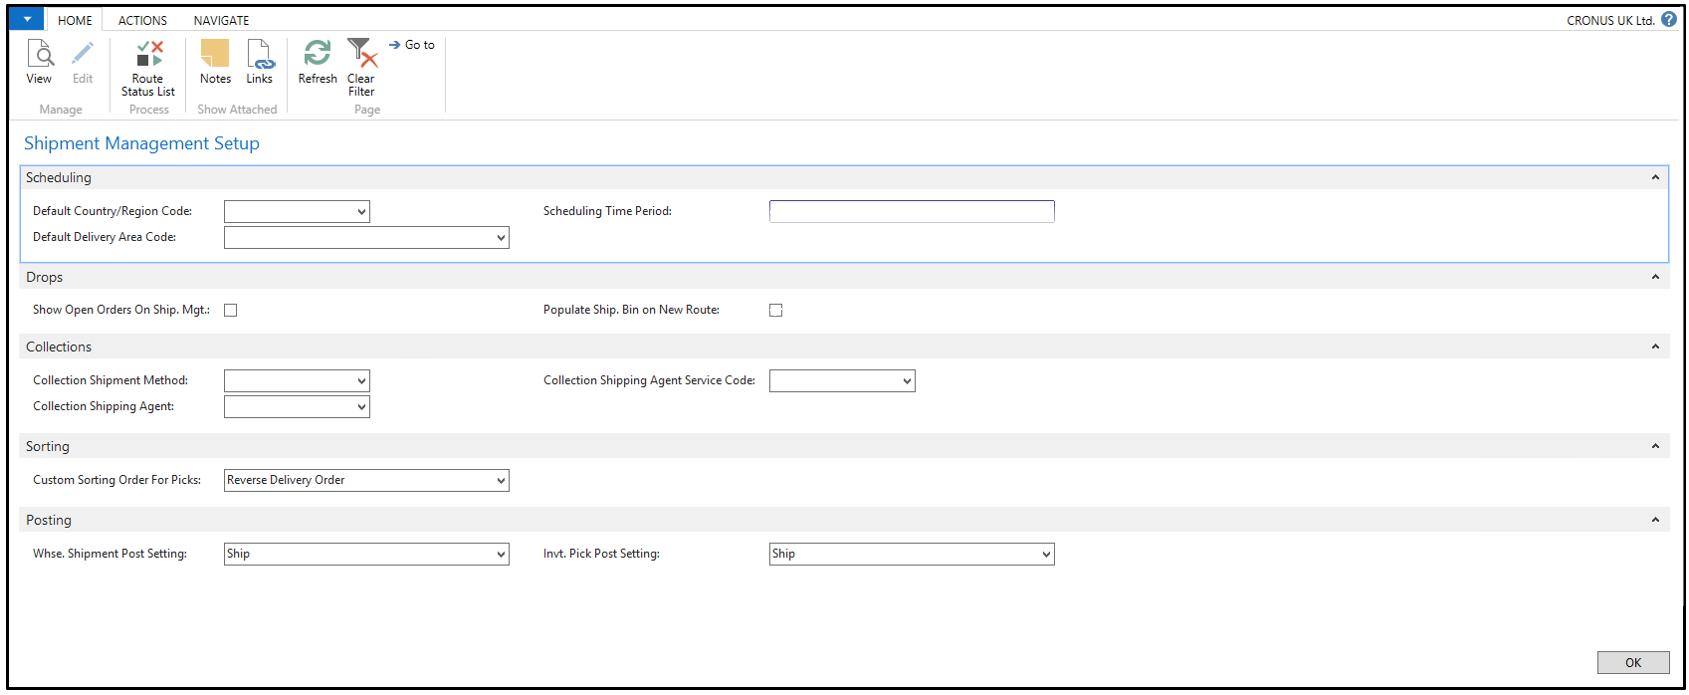 HOME ACTIONS NAVIGATE CRONUS UK Ltd. ?
View Edit Route Status List Notes Links Refresh Clear Filter Go to
Manage Process Show Attached Page
Shipment Management Setup
Scheduling
Default Country/Region Code: Scheduling Time Period:
Default Delivery Area Code:
Drops
Show Open Orders On Ship. Mgt.: Populate Ship. Bin on New Route:
Collections
Collection Shipment Method: Collection Shipping Agent Service Code:
Collection Shipping Agent:
Sorting
Custom Sorting Order For Picks: Reverse Delivery Order
Posting
Whse. Shipment Post Setting: Ship Invt. Pick Post Setting: Ship
OK